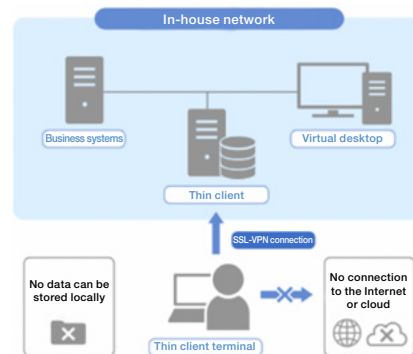 In-house network
Business systems
Virtual desktop
Thin client
SSL-VPN connection
No data can be
stored locally
No connection
to the Internet
or cloud
Thin client terminal